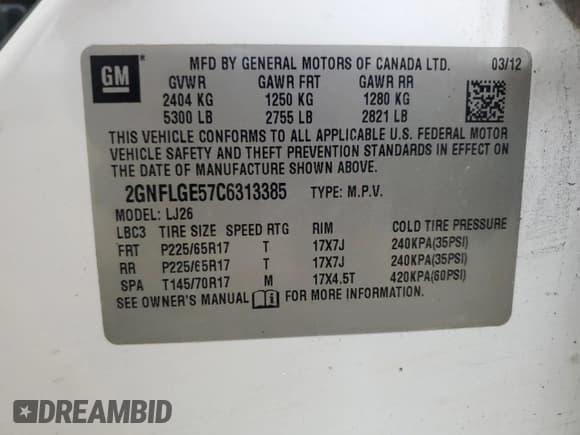 GM
MFD BY GENERAL MOTORS OF CANADA LTD. 03/12
GVWR GAWR FRT GAWR RR
2404 KG 1250 KG 1280 KG
5300 LB 2755 LB 2821 LB
THIS VEHICLE CONFORMS TO ALL APPLICABLE U.S. FEDERAL MOTOR
VEHICLE SAFETY AND THEFT PREVENTION STANDARDS IN EFFECT ON
THE DATE OF MANUFACTURE SHOWN ABOVE.
2GNFLGE57C6313385 TYPE: M.P.V.
MODEL: LJ26
LBC3 TIRE SIZE SPEED RTG RIM COLD TIRE PRESSURE
FRT P225/65R17 T 17X7J 240KPA(35PSI)
RR P225/65R17 T 17X7J 240KPA(35PSI)
SPA T145/70R17 M 17X4.5T 420KPA(60PSI)
SEE OWNER'S MANUAL i FOR MORE INFORMATION.
DREAMBID